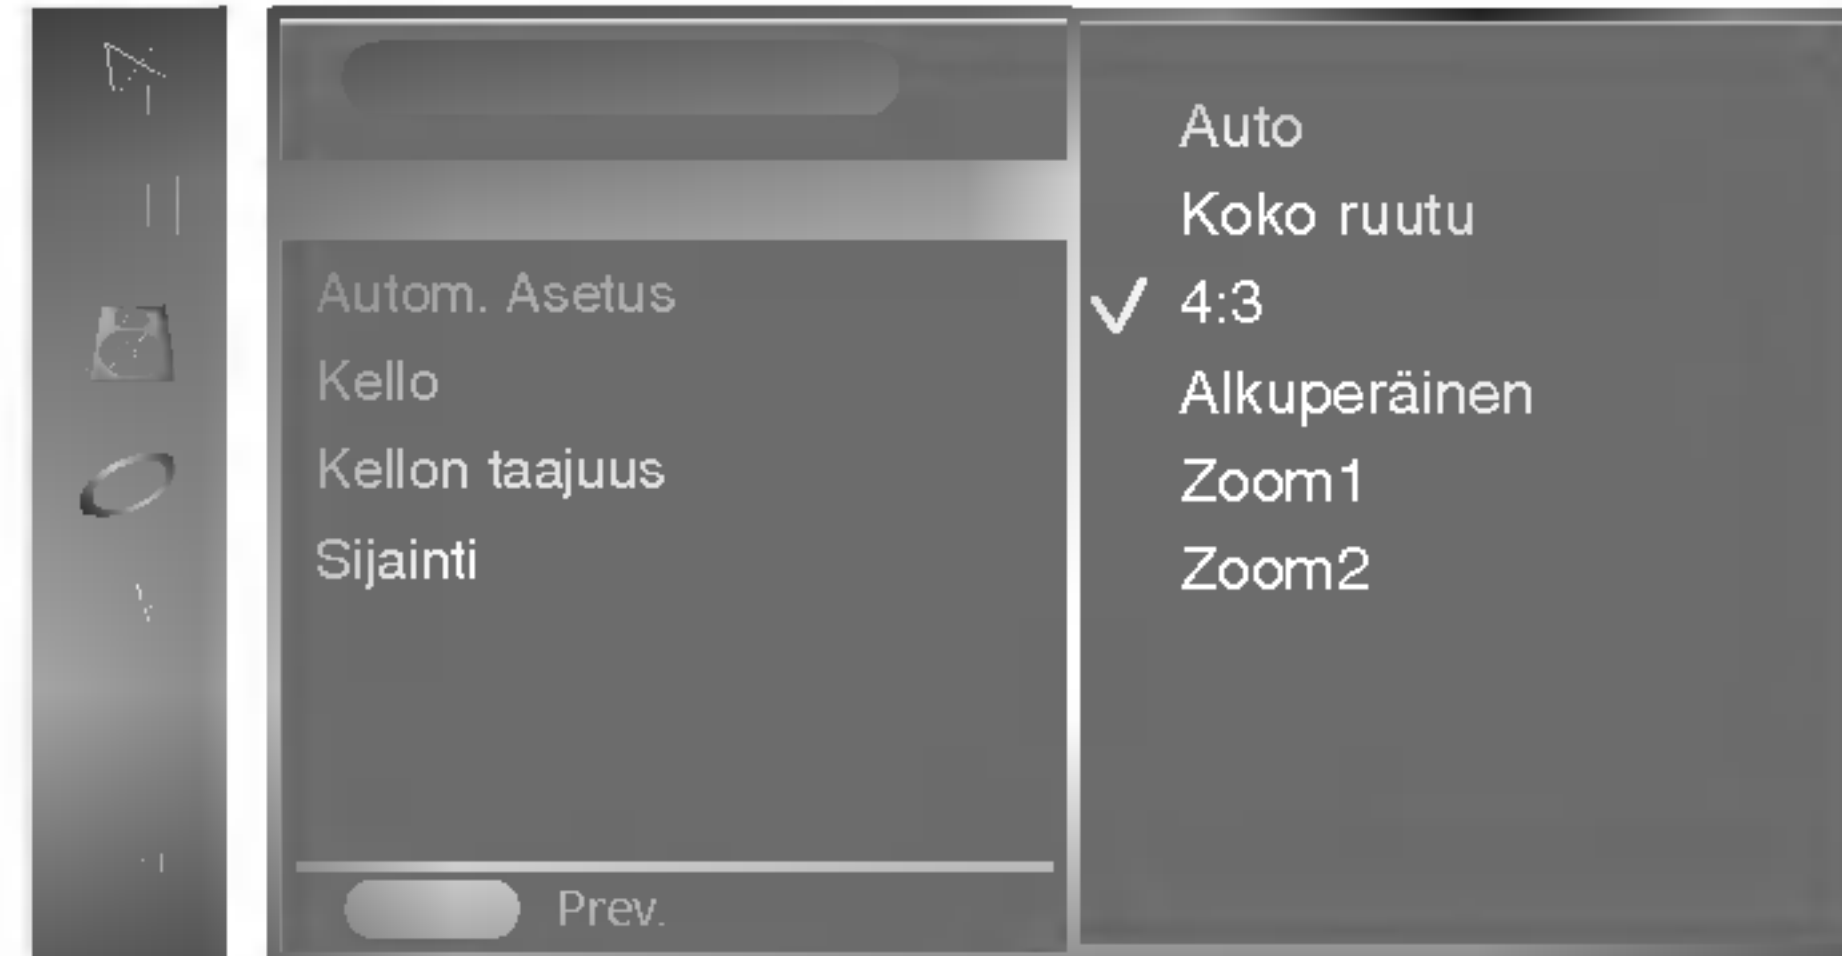 Autom. Asetus
Kello
Kellon taajuus
Sijainti
Prev.
Auto
Koko ruutu
✓ 4:3
Alkuperäinen
Zoom1
Zoom2